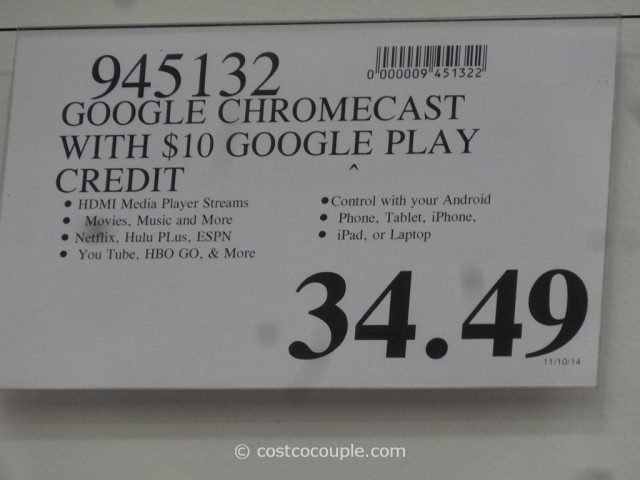 945132
0 000009 451322
GOOGLE CHROMECAST
WITH $10 GOOGLE PLAY
^
CREDIT
• HDMI Media Player Streams
• Movies, Music and More
• Netflix, Hulu PLus, ESPN
• You Tube, HBO GO, & More
• Control with your Android
• Phone, Tablet, iPhone,
• iPad, or Laptop
34.49
11/10/14
© costcocouple.com